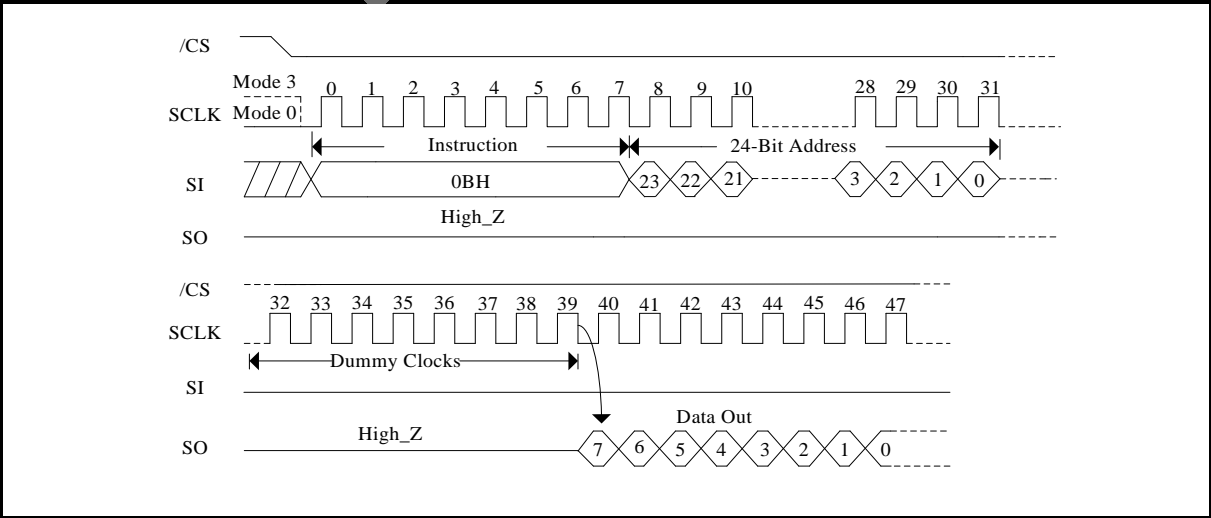 /CS
Mode 3
0 1 2 3 4 5 6 7 8 9 10 28 29 30 31
SCLK Mode 0
Instruction 24-Bit Address
SI 0BH 23 22 21 3 2 1 0
High_Z
SO
/CS
32 33 34 35 36 37 38 39 40 41 42 43 44 45 46 47
SCLK
Dummy Clocks
SI
Data Out
High_Z
SO 7 6 5 4 3 2 1 0